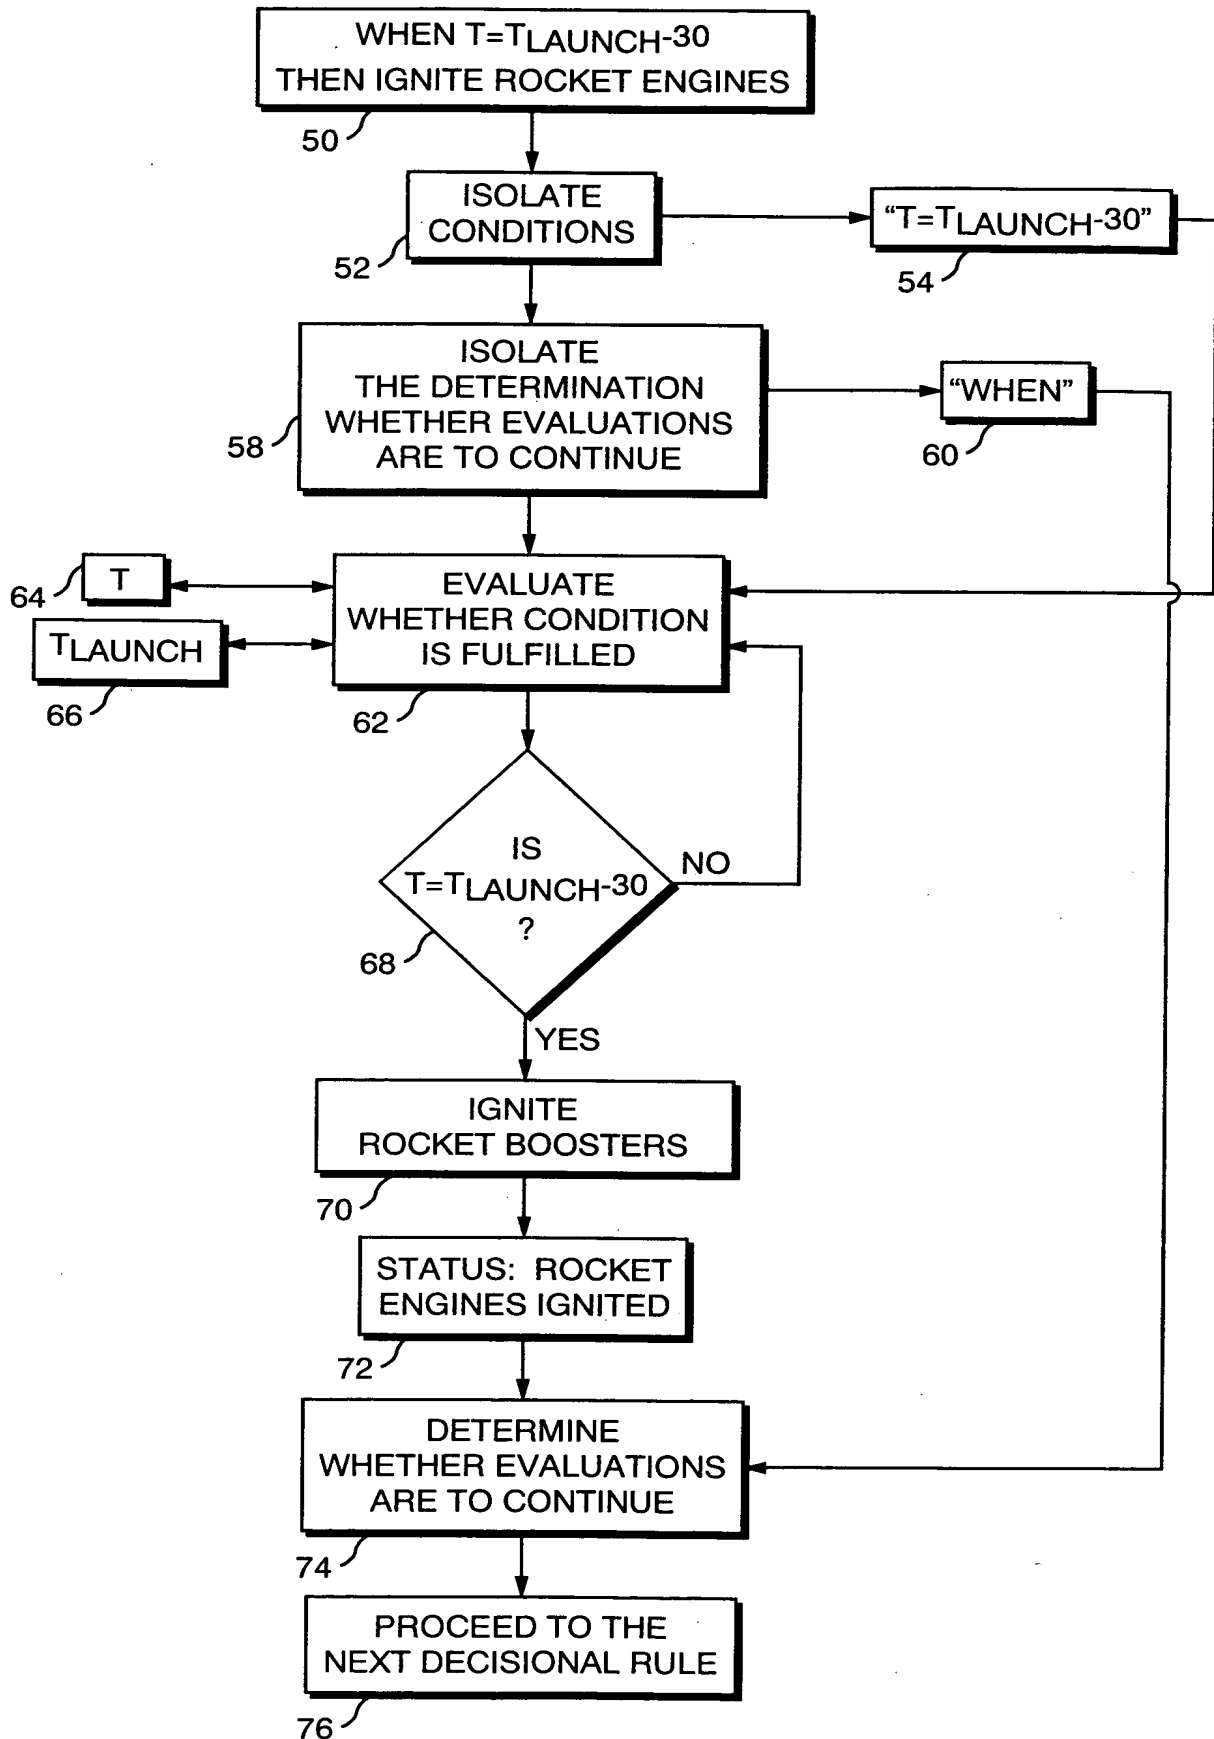 WHEN T=TLAUNCH-30
THEN IGNITE ROCKET ENGINES
50
ISOLATE
CONDITIONS
52
“T=TLAUNCH-30”
54
ISOLATE
THE DETERMINATION
WHETHER EVALUATIONS
ARE TO CONTINUE
58
“WHEN”
60
T
64
TLAUNCH
66
EVALUATE
WHETHER CONDITION
IS FULFILLED
62
IS
T=TLAUNCH-30
?
68
NO
YES
IGNITE
ROCKET BOOSTERS
70
STATUS: ROCKET
ENGINES IGNITED
72
DETERMINE
WHETHER EVALUATIONS
ARE TO CONTINUE
74
PROCEED TO THE
NEXT DECISIONAL RULE
76